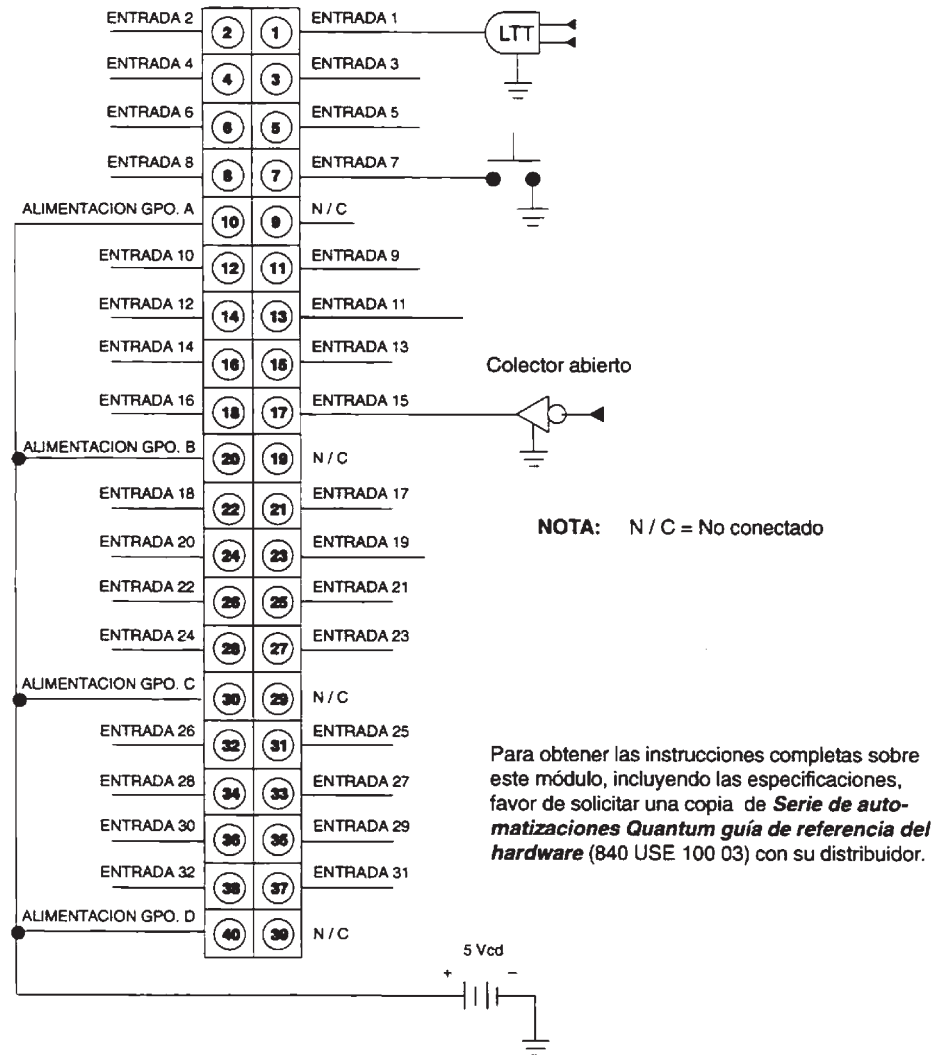 ENTRADA 2 2 1 ENTRADA 1 LTT
ENTRADA 4 4 3 ENTRADA 3
ENTRADA 6 6 5 ENTRADA 5
ENTRADA 8 8 7 ENTRADA 7
ALIMENTACION GPO. A 10 9 N / C
ENTRADA 10 12 11 ENTRADA 9
ENTRADA 12 14 13 ENTRADA 11
ENTRADA 14 16 15 ENTRADA 13
Colector abierto
ENTRADA 16 18 17 ENTRADA 15
ALIMENTACION GPO. B 20 19 N / C
ENTRADA 18 22 21 ENTRADA 17
NOTA: N / C = No conectado
ENTRADA 20 24 23 ENTRADA 19
ENTRADA 22 26 25 ENTRADA 21
ENTRADA 24 28 27 ENTRADA 23
ALIMENTACION GPO. C 30 29 N / C
ENTRADA 26 32 31 ENTRADA 25
ENTRADA 28 34 33 ENTRADA 27
ENTRADA 30 36 35 ENTRADA 29
ENTRADA 32 38 37 ENTRADA 31
ALIMENTACION GPO. D 40 39 N / C
Para obtener las instrucciones completas sobre
este módulo, incluyendo las especificaciones,
favor de solicitar una copia de Serie de auto-
matizaciones Quantum guía de referencia del
hardware (840 USE 100 03) con su distribuidor.
5 Vcd
+ −